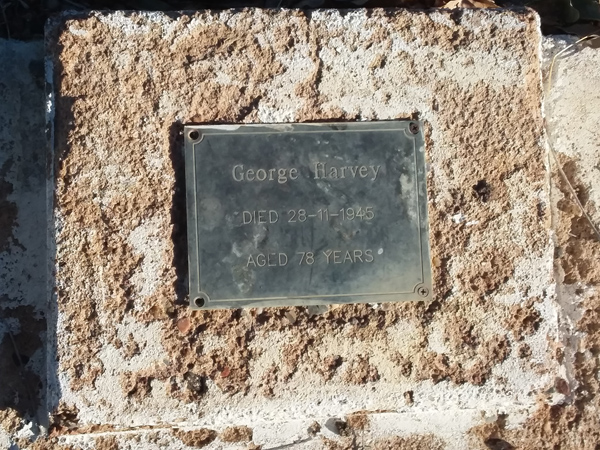 George Harvey
DIED 28-11-1945
AGED 78 YEARS